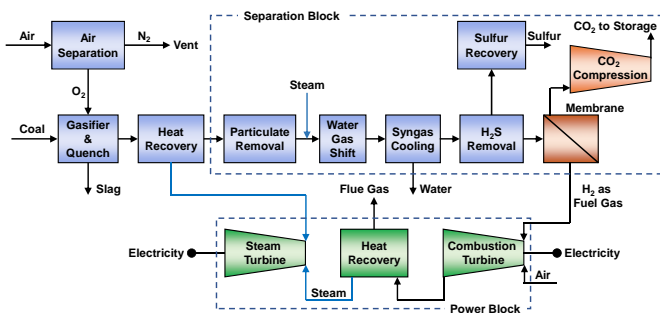 Separation Block
CO2 to Storage
Air
Air
Separation
N2
Vent
Sulfur
Recovery
Sulfur
CO2
Compression
O2
Steam
Membrane
Coal
Gasifier
&
Quench
Heat
Recovery
Particulate
Removal
Water
Gas
Shift
Syngas
Cooling
H2S
Removal
Slag
Flue Gas
Water
H2 as
Fuel Gas
Electricity
Steam
Turbine
Heat
Recovery
Combustion
Turbine
Electricity
Steam
Air
Power Block